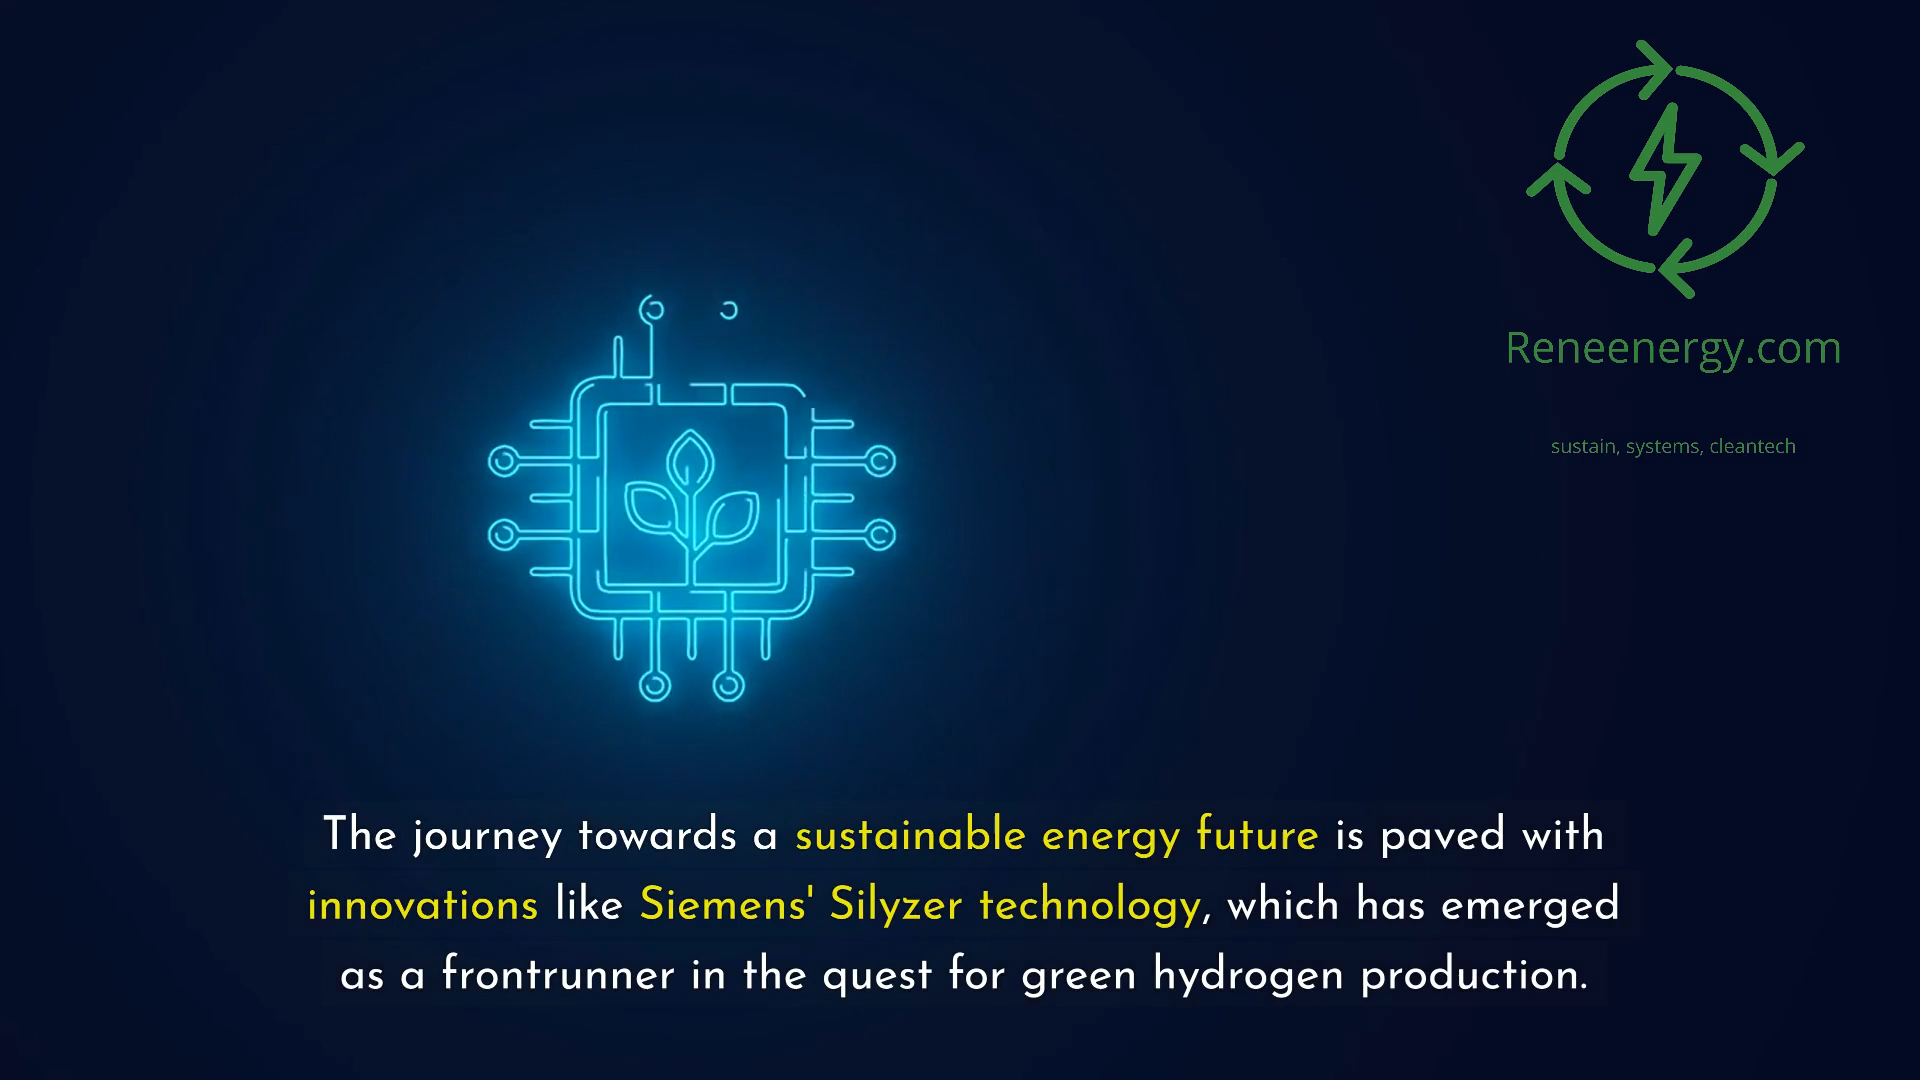 Reneenergy.com
sustain, systems, cleantech
The journey towards a sustainable energy future is paved with
innovations like Siemens' Silyzer technology, which has emerged
as a frontrunner in the quest for green hydrogen production.